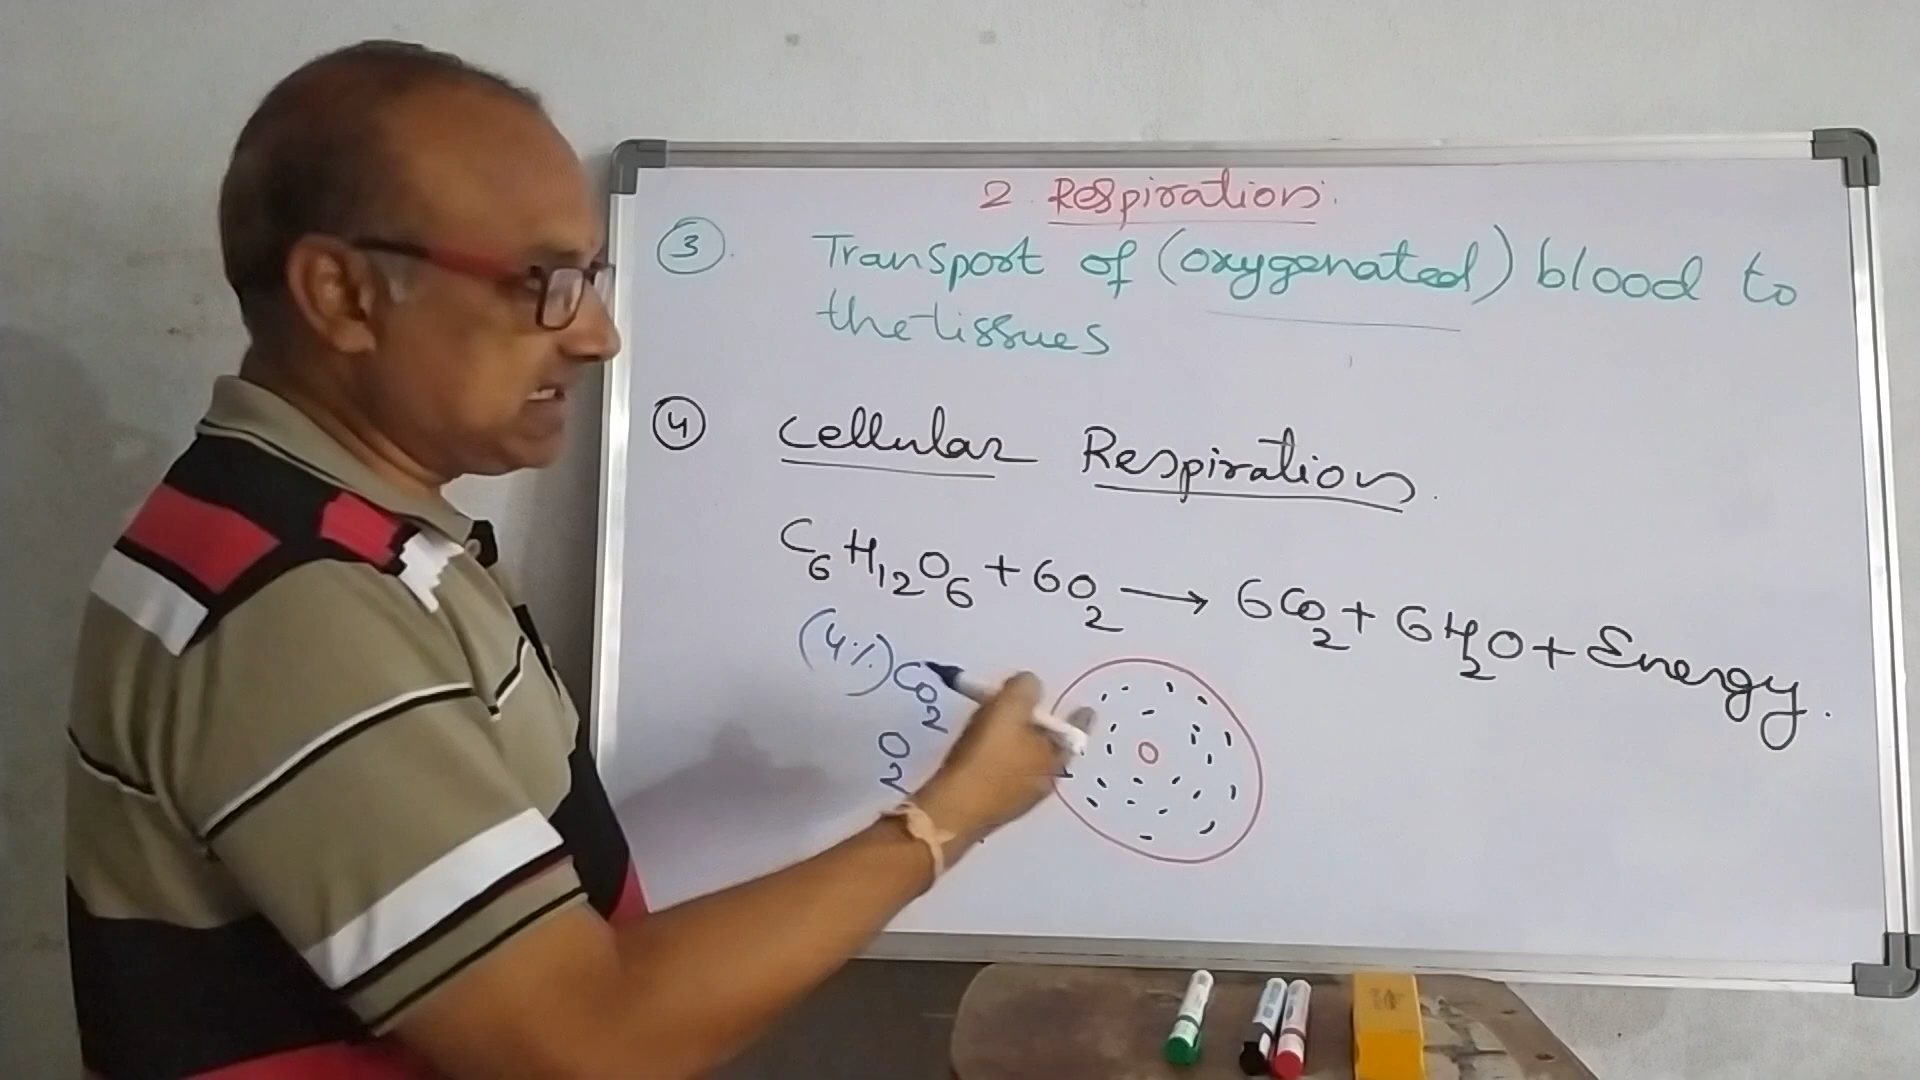 2. Respiration.
3. Transport of (oxygenated) blood to
the tissues
4 Cellular Respiration.
C6H12O6 + 6O2 → 6CO2 + 6H2O + Energy.
(4%) CO2
O2